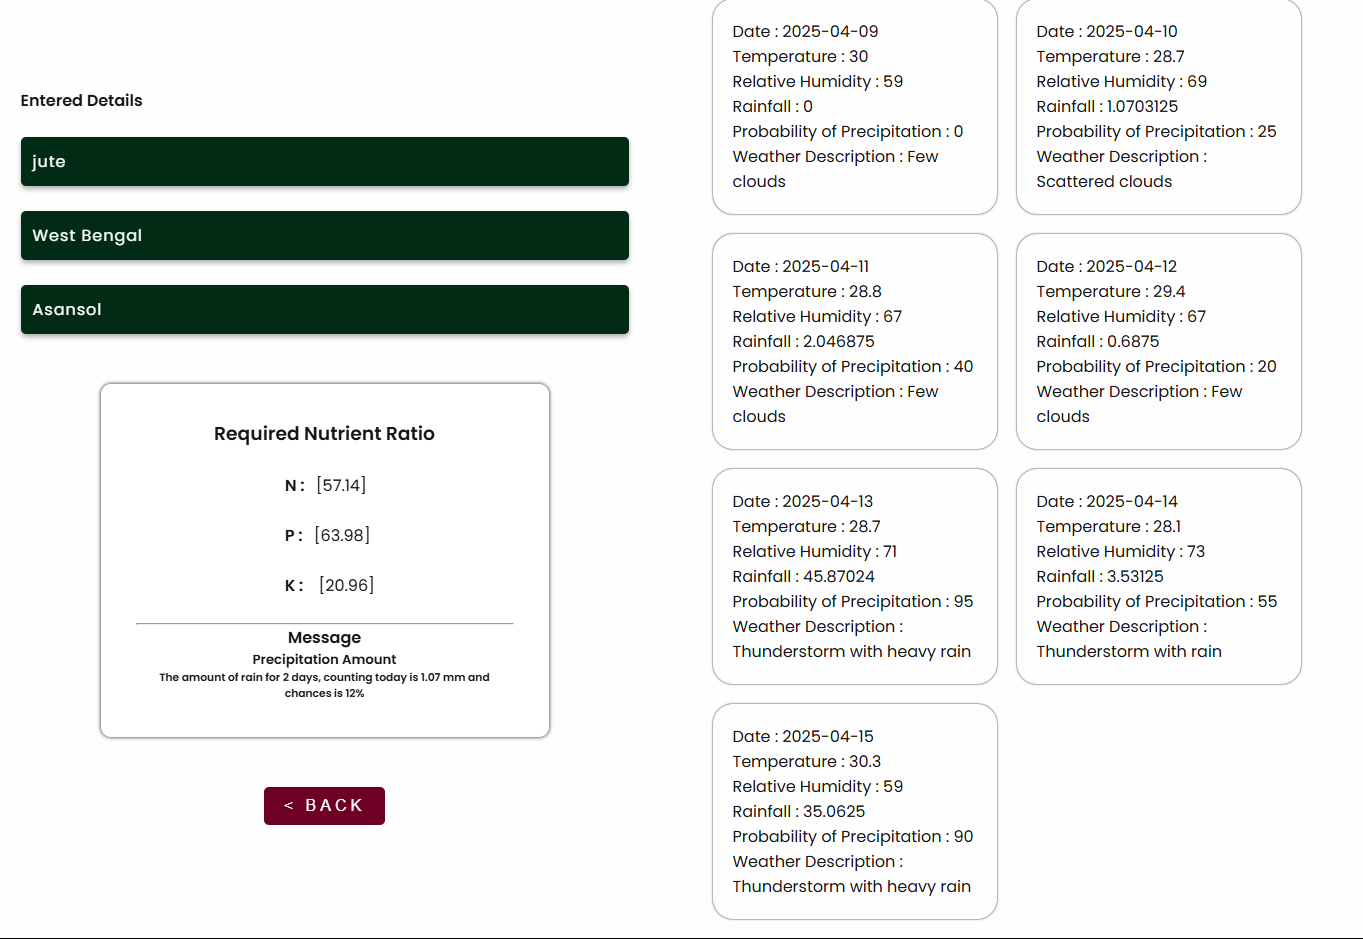 Entered Details
jute
West Bengal
Asansol
Required Nutrient Ratio
N : [57.14]
P : [63.98]
K : [20.96]
Message
Precipitation Amount
The amount of rain for 2 days, counting today is 1.07 mm and
chances is 12%
< BACK
Date : 2025-04-09
Temperature : 30
Relative Humidity : 59
Rainfall : 0
Probability of Precipitation : 0
Weather Description : Few
clouds
Date : 2025-04-10
Temperature : 28.7
Relative Humidity : 69
Rainfall : 1.0703125
Probability of Precipitation : 25
Weather Description :
Scattered clouds
Date : 2025-04-11
Temperature : 28.8
Relative Humidity : 67
Rainfall : 2.046875
Probability of Precipitation : 40
Weather Description : Few
clouds
Date : 2025-04-12
Temperature : 29.4
Relative Humidity : 67
Rainfall : 0.6875
Probability of Precipitation : 20
Weather Description : Few
clouds
Date : 2025-04-13
Temperature : 28.7
Relative Humidity : 71
Rainfall : 45.87024
Probability of Precipitation : 95
Weather Description :
Thunderstorm with heavy rain
Date : 2025-04-14
Temperature : 28.1
Relative Humidity : 73
Rainfall : 3.53125
Probability of Precipitation : 55
Weather Description :
Thunderstorm with rain
Date : 2025-04-15
Temperature : 30.3
Relative Humidity : 59
Rainfall : 35.0625
Probability of Precipitation : 90
Weather Description :
Thunderstorm with heavy rain